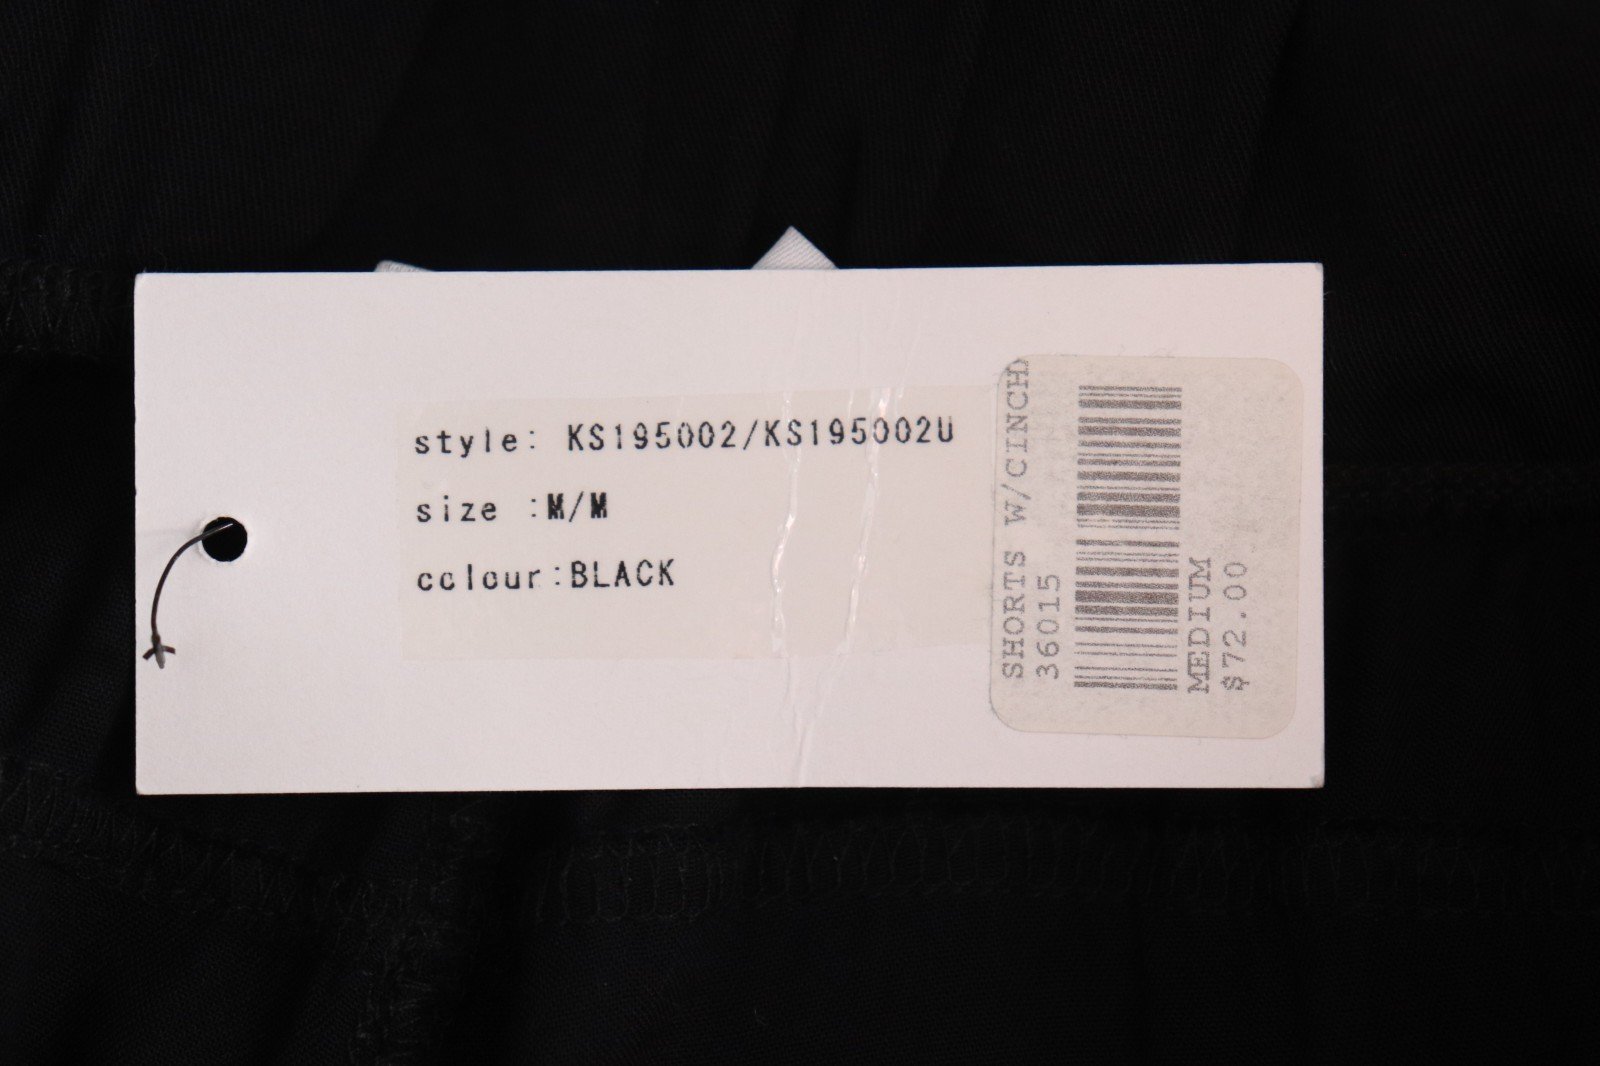 style: KS195002/KS195002U
size :M/M
colour:BLACK
SHORTS W/CINCH
36015
MEDIUM
$72.00